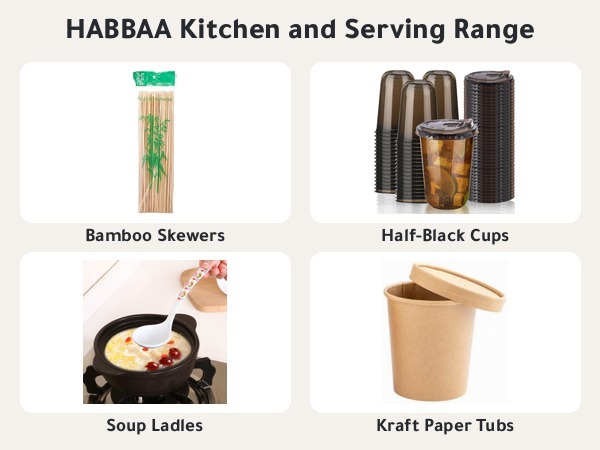 HABBAA Kitchen and Serving Range
Bamboo Skewers
Half-Black Cups
Soup Ladles
Kraft Paper Tubs